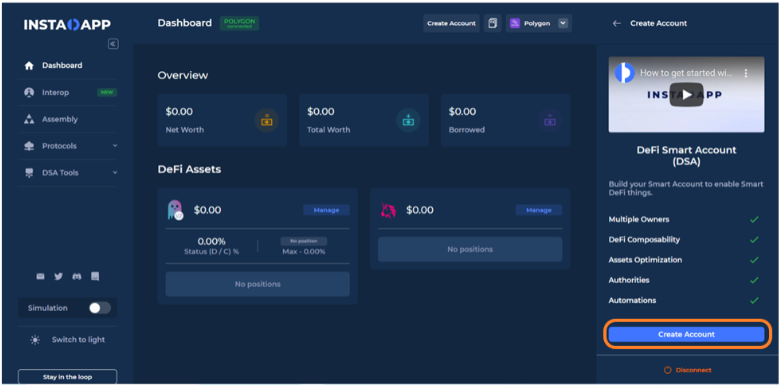 INSTADAPP
Dashboard
POLYGON
Create Account
Polygon
Create Account
Dashboard
Interop
NEW
Assembly
Protocols
DSA Tools
Simulation
Switch to light
Stay in the loop
Overview
$0.00
Net Worth
$0.00
Total Worth
$0.00
Borrowed
DeFi Assets
$0.00
Manage
0.00%
Status (D / C) %
No position
Max - 0.00%
No positions
$0.00
Manage
No positions
How to get started wi...
INSTADAPP
DeFi Smart Account
(DSA)
Build your Smart Account to enable Smart
DeFi things.
Multiple Owners
DeFi Composability
Assets Optimization
Authorities
Automations
Create Account
Disconnect